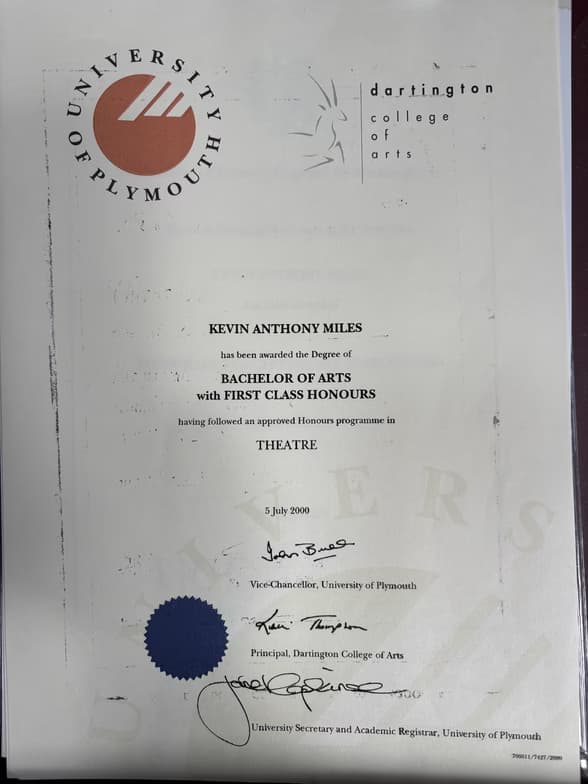 UNIVERSITY OF PLYMOUTH
dartington
college
of
arts
KEVIN ANTHONY MILES
has been awarded the Degree of
BACHELOR OF ARTS
with FIRST CLASS HONOURS
having followed an approved Honours programme in
THEATRE
5 July 2000
Vice-Chancellor, University of Plymouth
Principal, Dartington College of Arts
University Secretary and Academic Registrar, University of Plymouth